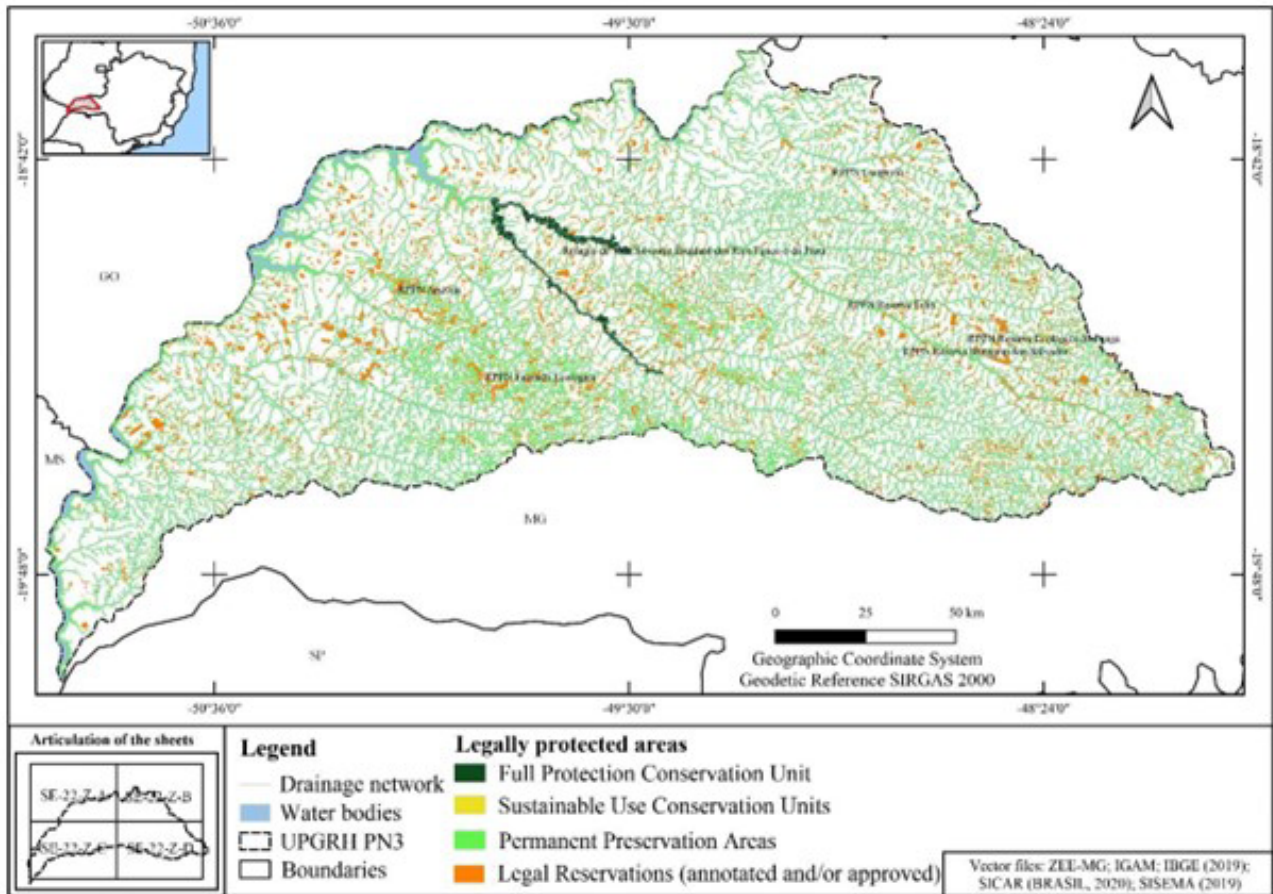 -50°36'0"
-49°30'0"
-48°24'0"
-18°42'0"
-18°42'0"
GO
MS
MG
SP
-19°48'0"
-19°48'0"
0 25 50 km
Geographic Coordinate System
Geodetic Reference SIRGAS 2000
-50°36'0"
-49°30'0"
-48°24'0"
Articulation of the sheets
SE-22-Z-B
SE-22-Z-D
Legend
Drainage network
Water bodies
UPGRH PN3
Boundaries
Legally protected areas
Full Protection Conservation Unit
Sustainable Use Conservation Units
Permanent Preservation Areas
Legal Reservations (annotated and/or approved)
Vector files: ZEE-MG; IGAM; IBGE (2019);
SICAR (BRASIL, 2020); SISEMA (2019)